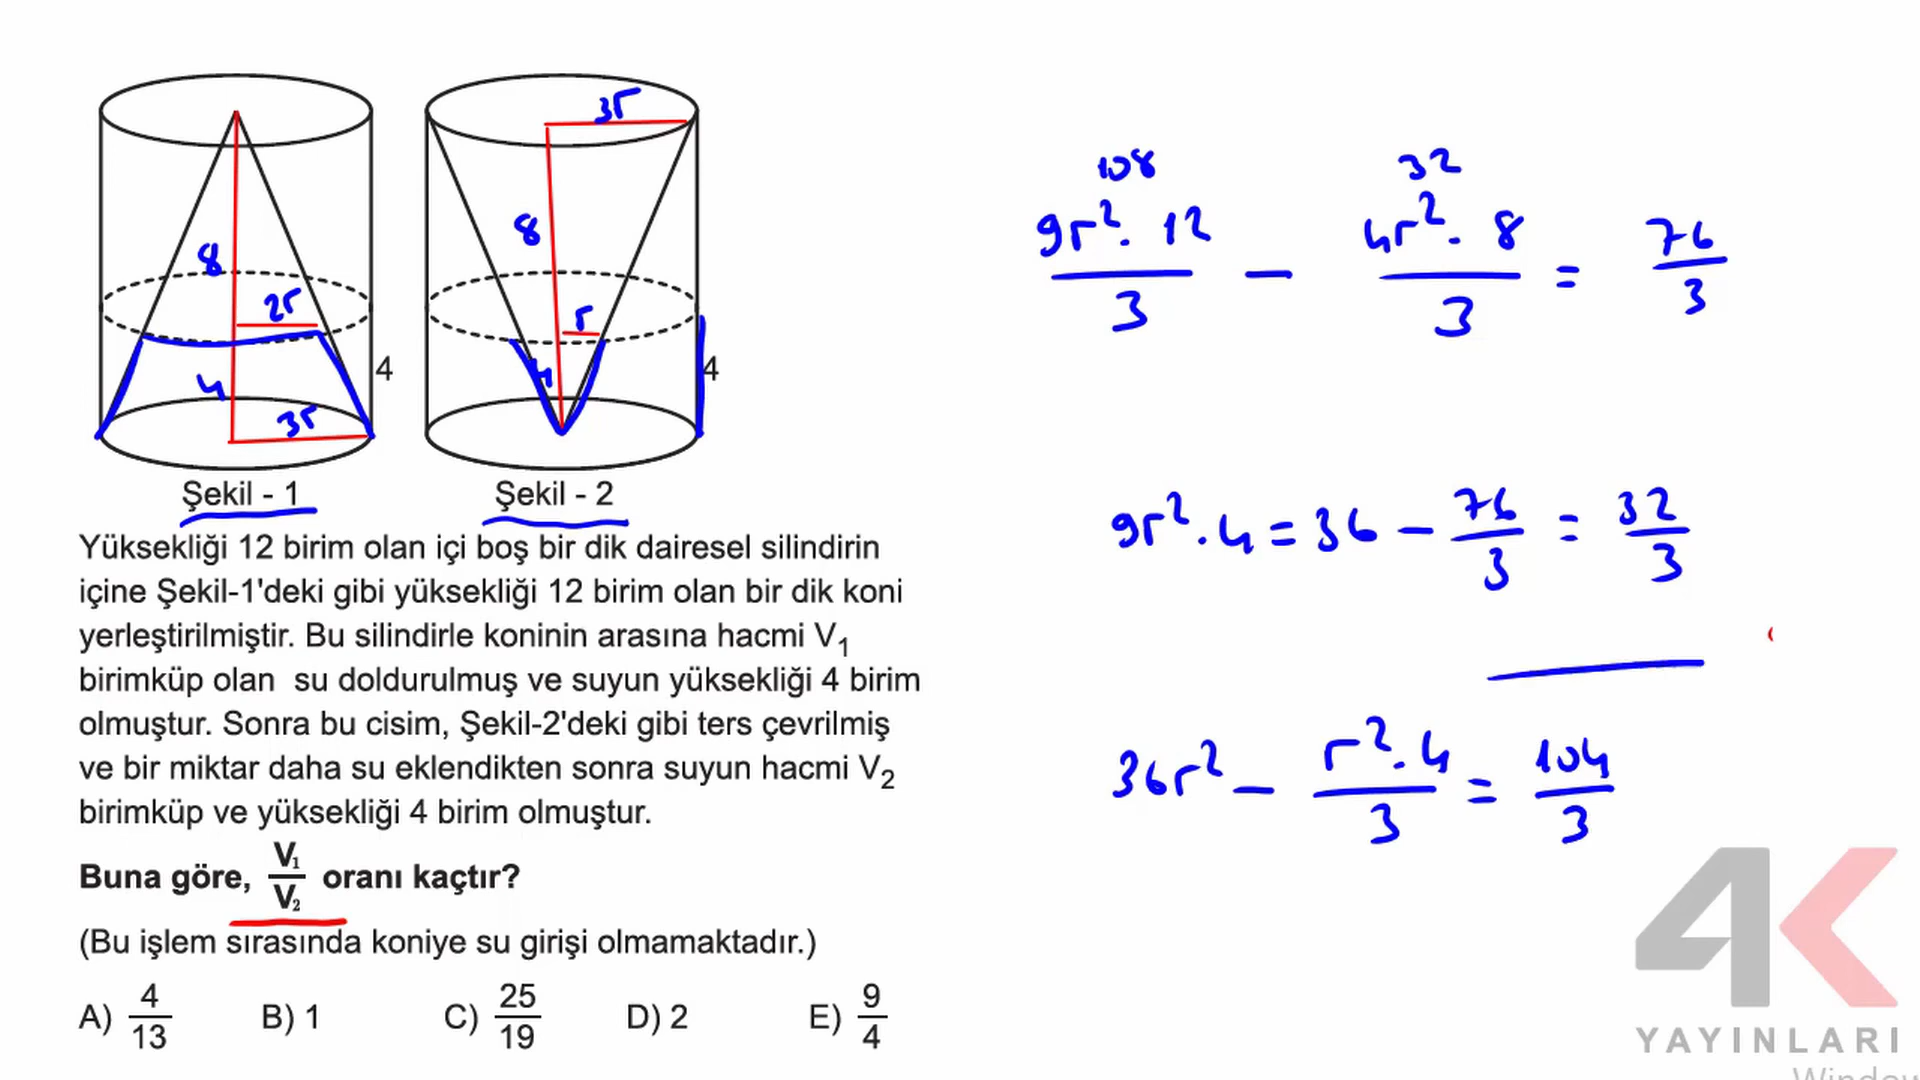 3r
8
2r
4
3r
4
8
r
4
4
Şekil - 1
Şekil - 2
Yüksekliği 12 birim olan içi boş bir dik dairesel silindirin
içine Şekil-1'deki gibi yüksekliği 12 birim olan bir dik koni
yerleştirilmiştir. Bu silindirle koninin arasına hacmi V₁
birimküp olan su doldurulmuş ve suyun yüksekliği 4 birim
olmuştur. Sonra bu cisim, Şekil-2'deki gibi ters çevrilmiş
ve bir miktar daha su eklendikten sonra suyun hacmi V₂
birimküp ve yüksekliği 4 birim olmuştur.
Buna göre, V₁/V₂ oranı kaçtır?
(Bu işlem sırasında koniye su girişi olmamaktadır.)
A) 4/13 B) 1 C) 25/19 D) 2 E) 9/4
108 32
9r² · 12 / 3 − 4r² · 8 / 3 = 76/3
9r² · 4 = 36 − 76/3 = 32/3
36r² − r² · 4 / 3 = 104/3
4K
YAYINLARI
Window